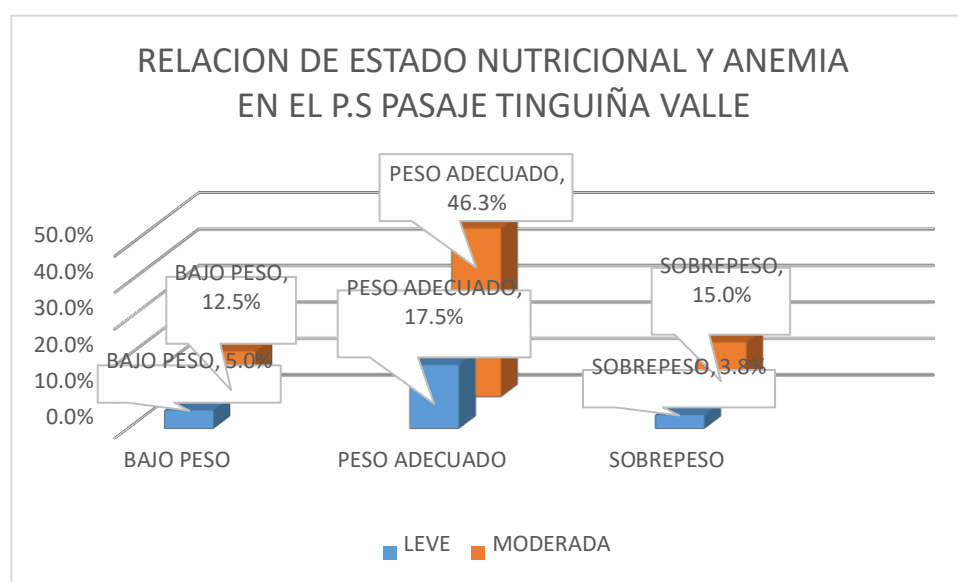 RELACION DE ESTADO NUTRICIONAL Y ANEMIA
EN EL P.S PASAJE TINGUIÑA VALLE
PESO ADECUADO,
46.3%
50.0%
40.0%
30.0%
20.0%
10.0%
0.0%
BAJO PESO,
12.5%
PESO ADECUADO,
17.5%
SOBREPESO,
15.0%
BAJO PESO, 5.0%
SOBREPESO, 3.8%
BAJO PESO
PESO ADECUADO
SOBREPESO
LEVE
MODERADA